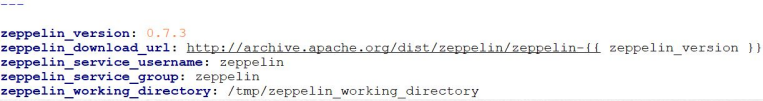 ---
zeppelin_version: 0.7.3
zeppelin_download_url: http://archive.apache.org/dist/zeppelin/zeppelin-{{ zeppelin_version }}
zeppelin_service_username: zeppelin
zeppelin_service_group: zeppelin
zeppelin_working_directory: /tmp/zeppelin_working_directory